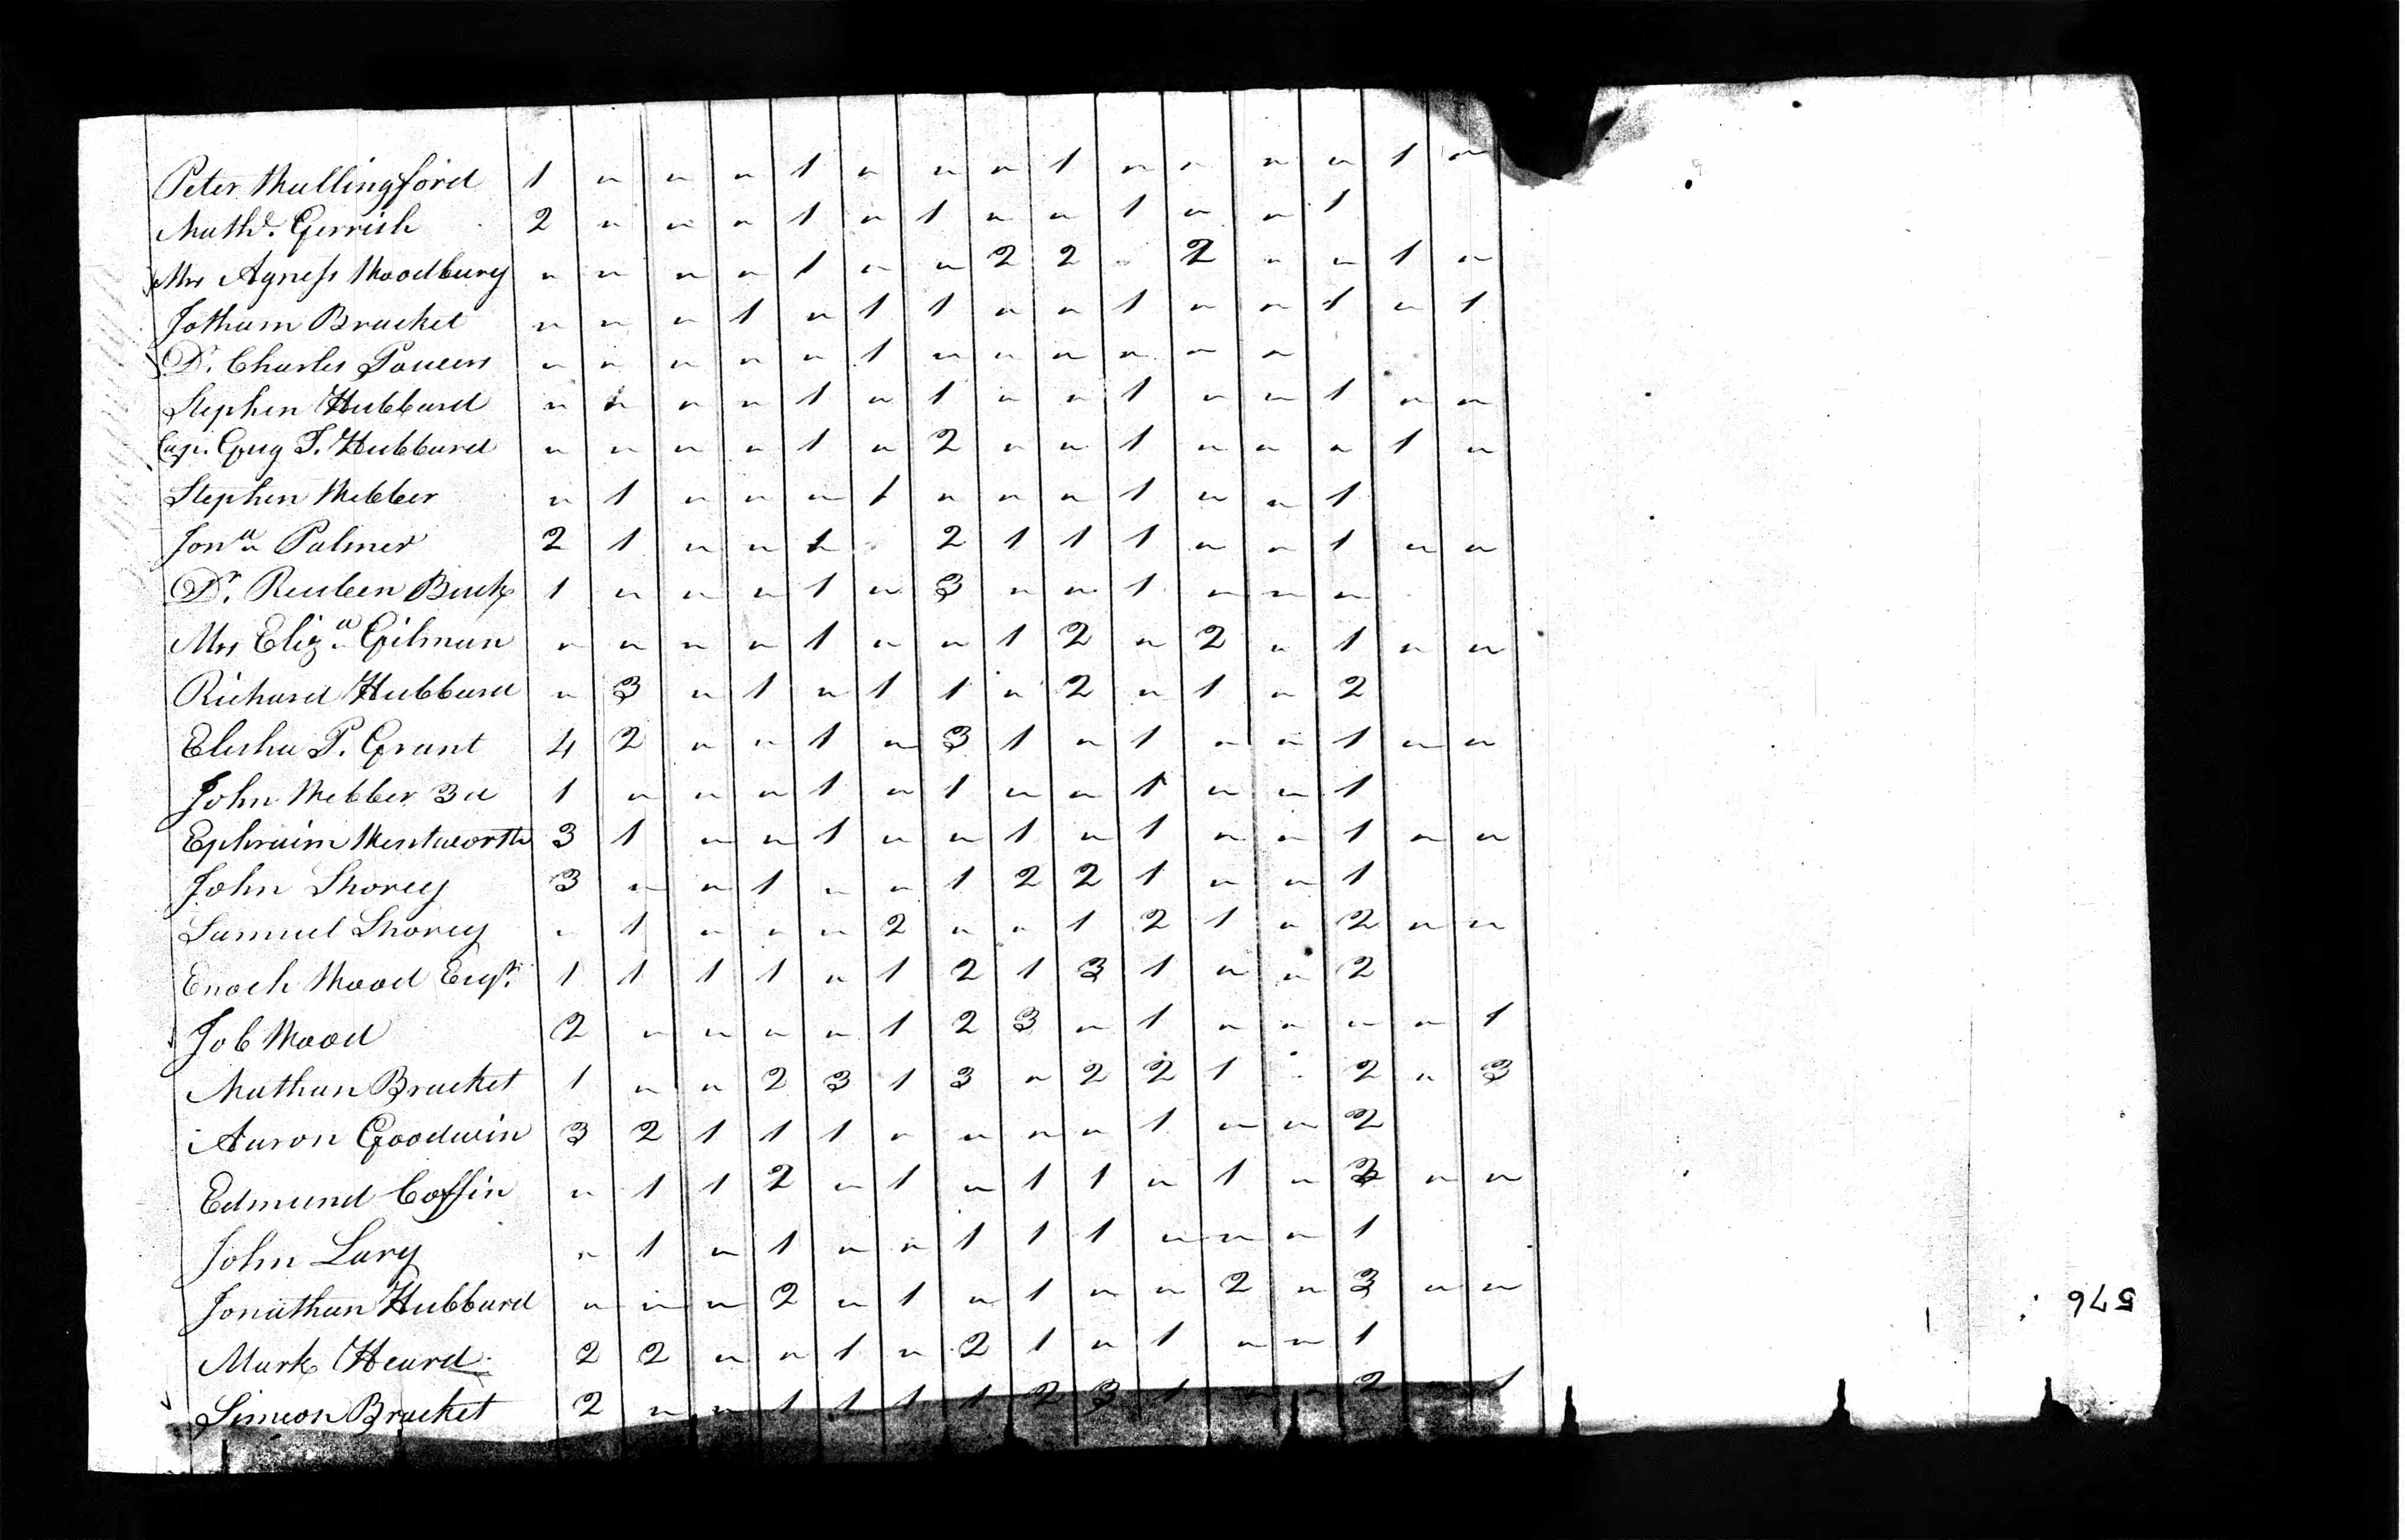 Peter Wallingford 1 " " " 1 " " " 1 " " " " 1 "
Nath.l Gerrish 2 " " " 1 " 1 " " 1 " " 1
Mrs Agness Woodbury " " " " 1 " " 2 2 " 2 " " 1 "
Jotham Bracket " " " 1 " 1 1 " " 1 " " 1 " 1
Dr. Charles Powers " " " " " 1 " " " " " "
Stephen Hubbard " " " " 1 " 1 " " 1 " " 1 " "
Cap. Guy T. Hubbard " " " " 1 " 2 " " 1 " " " 1 "
Stephen Webber " 1 " " " 1 " " " 1 " " 1
Jona Palmer 2 1 " " 1 " 2 1 1 1 " " 1 " "
Dr. Reuben Buck 1 " " " 1 " 3 " " 1 " " "
Mrs Eliza Gilman " " " " 1 " " 1 2 " 2 " 1 " "
Richard Hubbard " 3 " 1 " 1 1 " 2 " 1 " 2
Elisha P. Grant 4 2 " " 1 " 3 1 " 1 " " 1 " "
John Webber 3d 1 " " " 1 " 1 " " 1 " " 1
Ephraim Wentworth 3 1 " " 1 " " 1 " 1 " " 1 " "
John Shorey 3 " " 1 " " 1 2 2 1 " " 1
Samuel Shorey " 1 " " " 2 " " 1 2 1 " 2 " "
Enoch Wood Esqr. 1 1 1 1 " 1 2 1 3 1 " " 2
Job Wood 2 " " " " 1 2 3 " 1 " " " " 1
Nathan Bracket 1 " " 2 3 1 3 " 2 2 1 " 2 " 3
Aaron Goodwin 3 2 1 1 1 " " " " 1 " " 2
Edmund Coffin " 1 1 2 " 1 " 1 1 " 1 " " "
John Lary " 1 " 1 " " 1 1 1 " " " 1
Jonathan Hubbard " " " 2 " 1 " 1 " " 2 " 3 " "
Mark Heard 2 2 " " 1 " 2 1 " 1 " " 1
Simeon Bracket 2 " " 1 1 1 1 2 3 1 " " 2 " 1
576